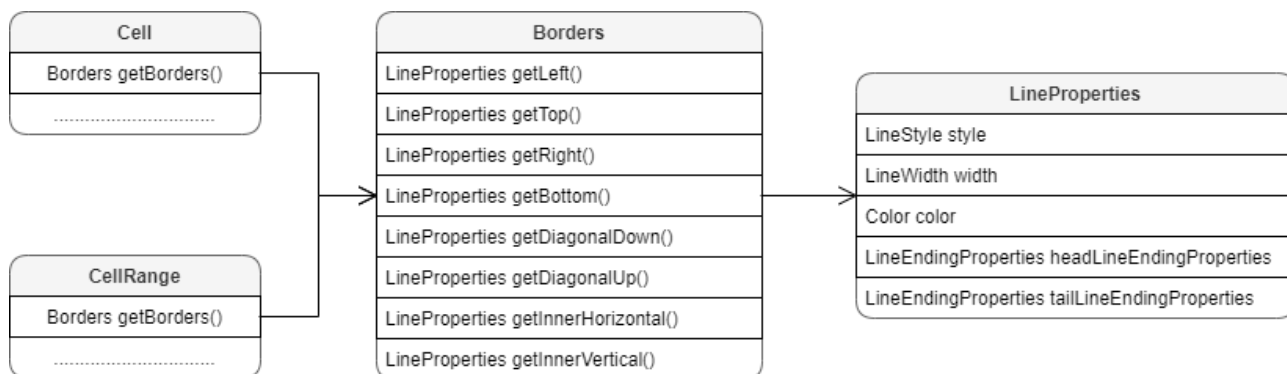 Cell
Borders getBorders()
................................
CellRange
Borders getBorders()
................................
Borders
LineProperties getLeft()
LineProperties getTop()
LineProperties getRight()
LineProperties getBottom()
LineProperties getDiagonalDown()
LineProperties getDiagonalUp()
LineProperties getInnerHorizontal()
LineProperties getInnerVertical()
LineProperties
LineStyle style
LineWidth width
Color color
LineEndingProperties headLineEndingProperties
LineEndingProperties tailLineEndingProperties